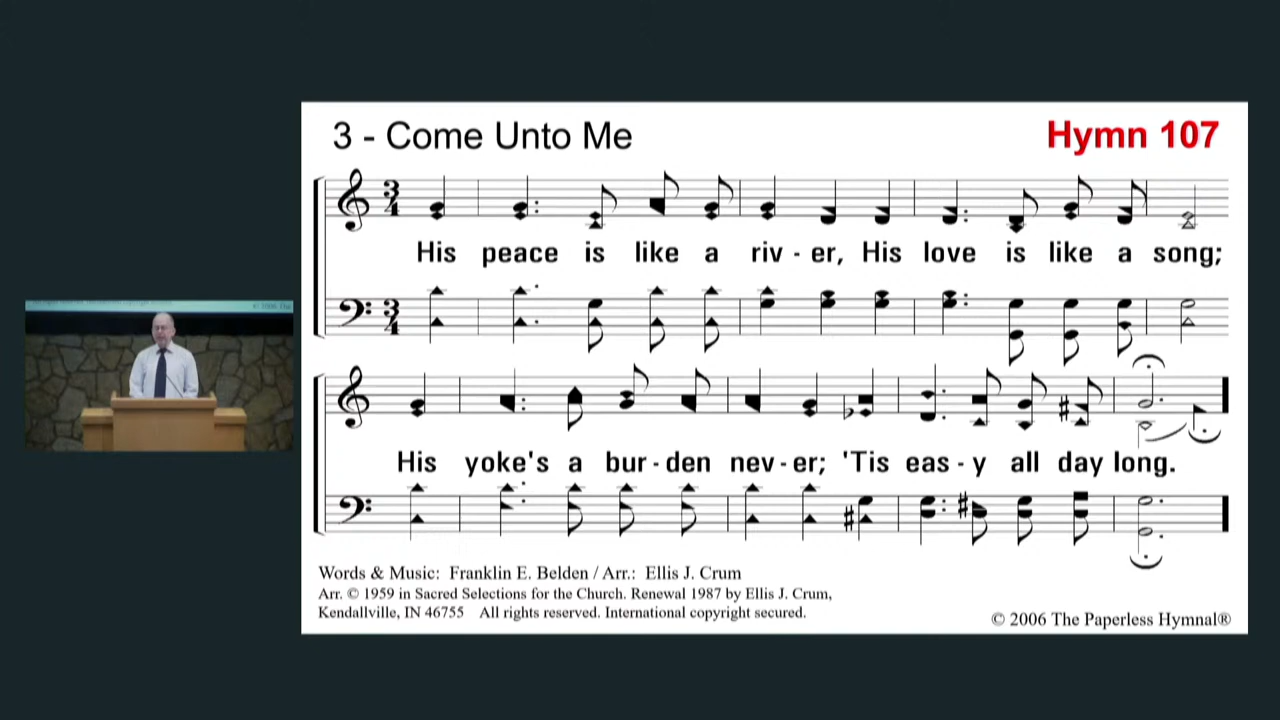 3 - Come Unto Me
Hymn 107
His peace is like a riv - er, His love is like a song;
His yoke's a bur - den nev - er; 'Tis eas - y all day long.
Words & Music: Franklin E. Belden / Arr.: Ellis J. Crum
Arr. © 1959 in Sacred Selections for the Church. Renewal 1987 by Ellis J. Crum,
Kendallville, IN 46755 All rights reserved. International copyright secured.
© 2006 The Paperless Hymnal®